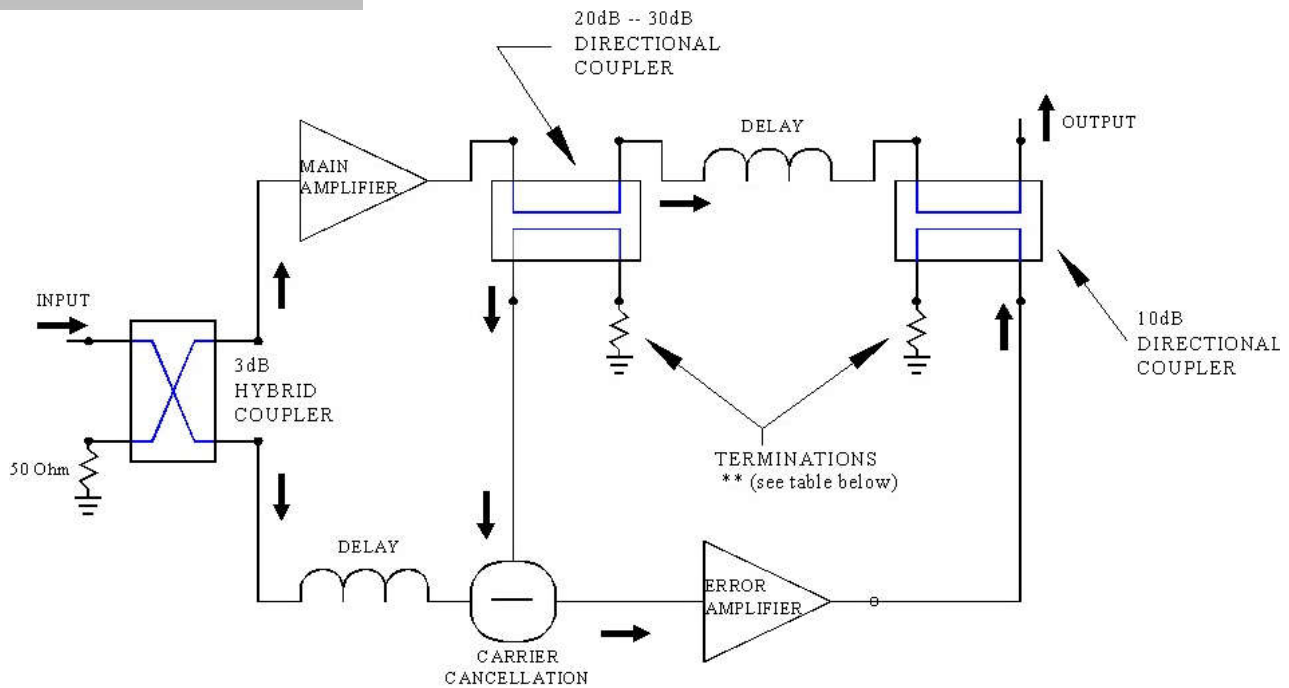 20dB -- 30dB
DIRECTIONAL
COUPLER
MAIN
AMPLIFIER
DELAY
OUTPUT
INPUT
3dB
HYBRID
COUPLER
50 Ohm
10dB
DIRECTIONAL
COUPLER
TERMINATIONS
** (see table below)
DELAY
ERROR
AMPLIFIER
CARRIER
CANCELLATION